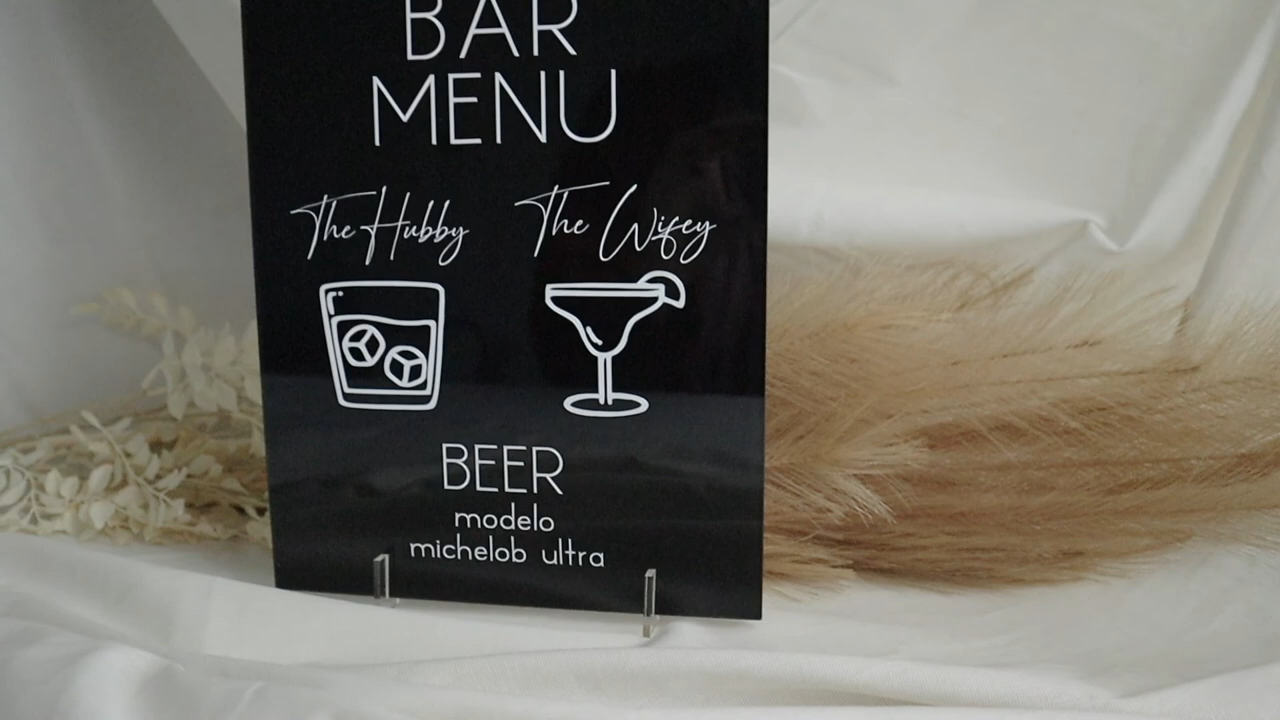 BAR
MENU
The Hubby The Wifey
BEER
modelo
michelob ultra